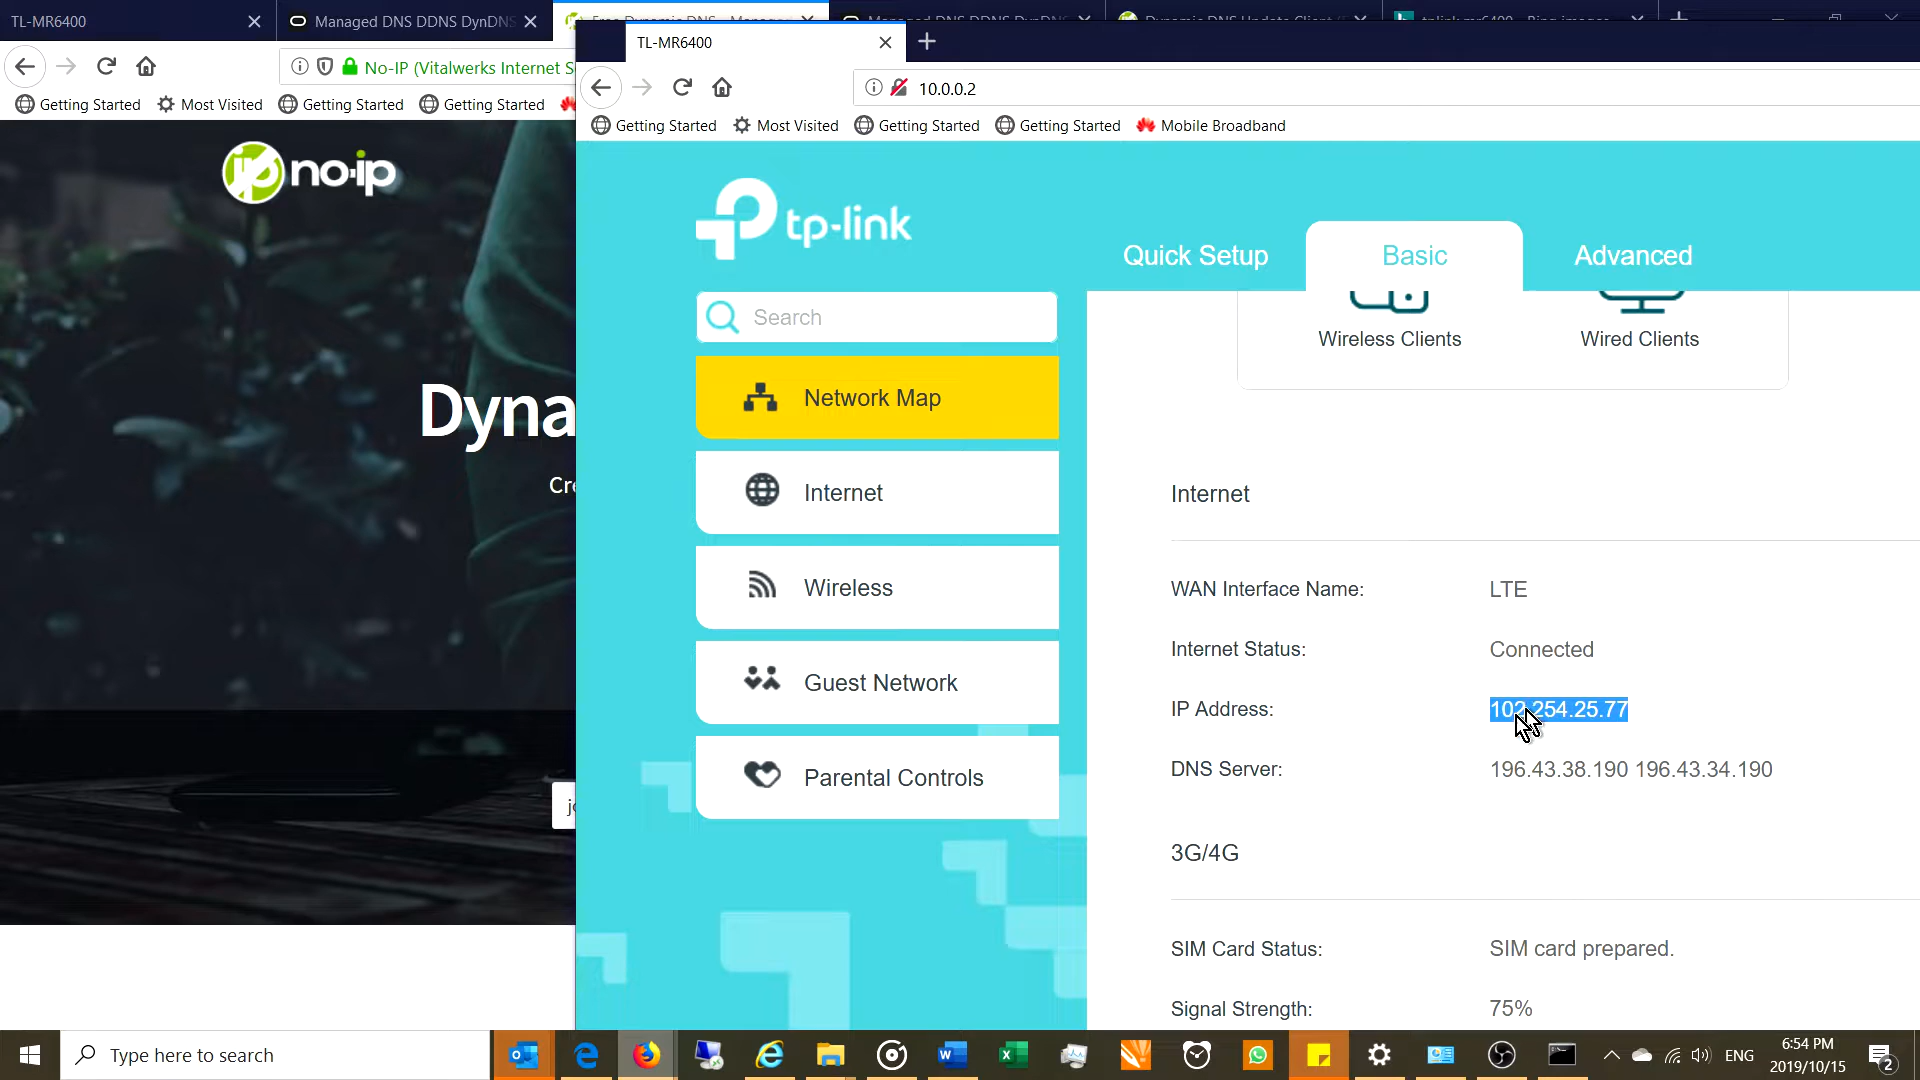 TL-MR6400
Managed DNS DDNS DynDNS
No-IP (Vitalwerks Internet S
Getting Started
Most Visited
Getting Started
Getting Started
no-ip
Dyna
Cre
TL-MR6400
10.0.0.2
Getting Started
Most Visited
Getting Started
Getting Started
Mobile Broadband
tp-link
Quick Setup
Basic
Advanced
Search
Network Map
Internet
Wireless
Guest Network
Parental Controls
Wireless Clients
Wired Clients
Internet
WAN Interface Name: LTE
Internet Status: Connected
IP Address: 102.254.25.77
DNS Server: 196.43.38.190 196.43.34.190
3G/4G
SIM Card Status: SIM card prepared.
Signal Strength: 75%
Type here to search
ENG
6:54 PM
2019/10/15
2